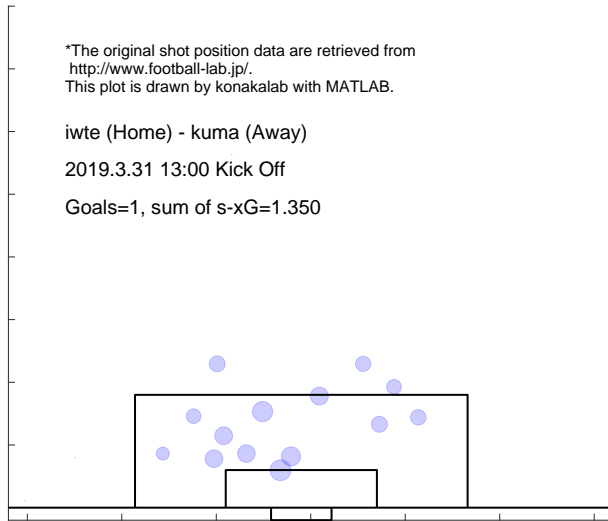 *The original shot position data are retrieved from
http://www.football-lab.jp/.
This plot is drawn by konakalab with MATLAB.
iwte (Home) - kuma (Away)
2019.3.31 13:00 Kick Off
Goals=1, sum of s-xG=1.350